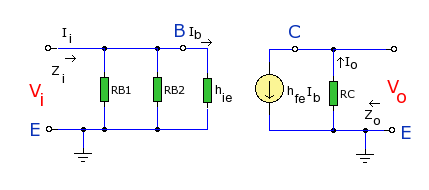 Ii B Ib C
Zi Io
Vi RB1 RB2 hie hfeIb RC Vo
Zo
E E